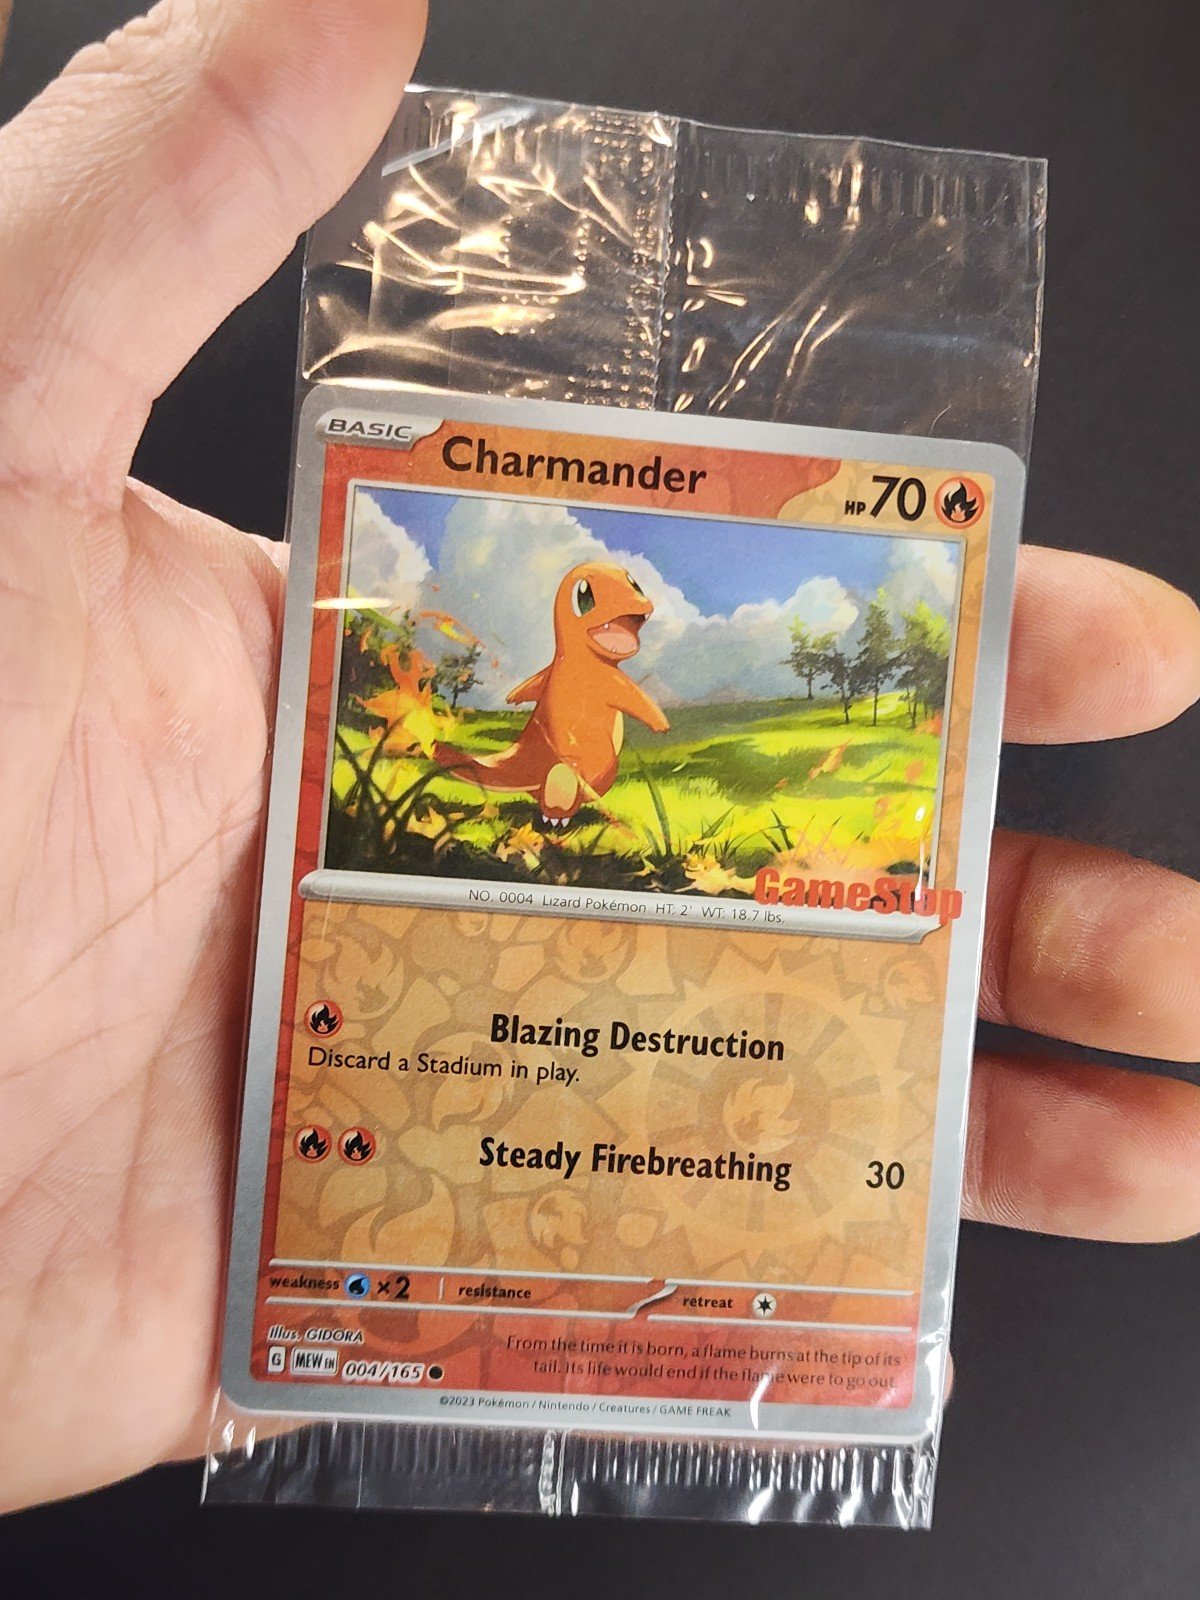 BASIC
Charmander
HP 70
GameStop
NO. 0004 Lizard Pokémon HT: 2' WT: 18.7 lbs.
Blazing Destruction
Discard a Stadium in play.
Steady Firebreathing 30
weakness ×2 resistance retreat
Illus. GIDORA
From the time it is born, a flame burns at the tip of its
tail. Its life would end if the flame were to go out.
G MEW EN 004/165
©2023 Pokémon / Nintendo / Creatures / GAME FREAK